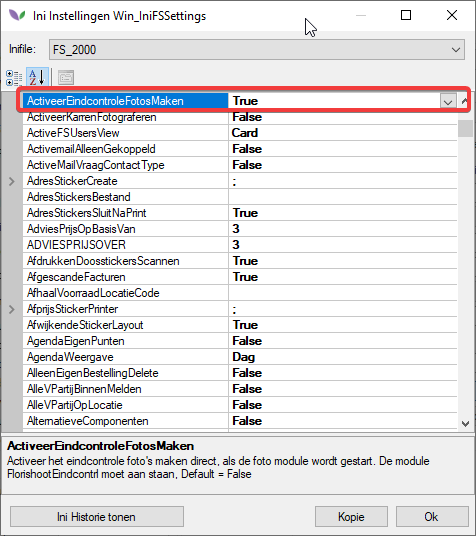 Ini Instellingen Win_IniFSSettings
Inifile: FS_2000
ActiveerEindcontroleFotosMaken True
ActiveerKarrenFotograferen False
ActiveFSUsersView Card
ActivemailAlleenGekoppeld False
ActiveMailVraagContactType False
AdresStickerCreate ;
AdresStickersBestand
AdresStickersSluitNaPrint True
AdviesPrijsOpBasisVan 3
ADVIESPRIJSOVER 3
AfdrukkenDoosstickersScannen True
AfgescandeFacturen True
AfhaalVoorraadLocatieCode
AfprijsStickerPrinter ;
AfwijkendeStickerLayout True
AgendaEigenPunten False
AgendaWeergave Dag
AlleenEigenBestellingDelete False
AlleVPartijBinnenMelden False
AlleVPartijOpLocatie False
AlternatieveComponenten False
ActiveerEindcontroleFotosMaken
Activeer het eindcontrole foto's maken direct, als de foto module wordt gestart. De module
FlorishootEindcontrl moet aan staan, Default = False
Ini Historie tonen Kopie Ok